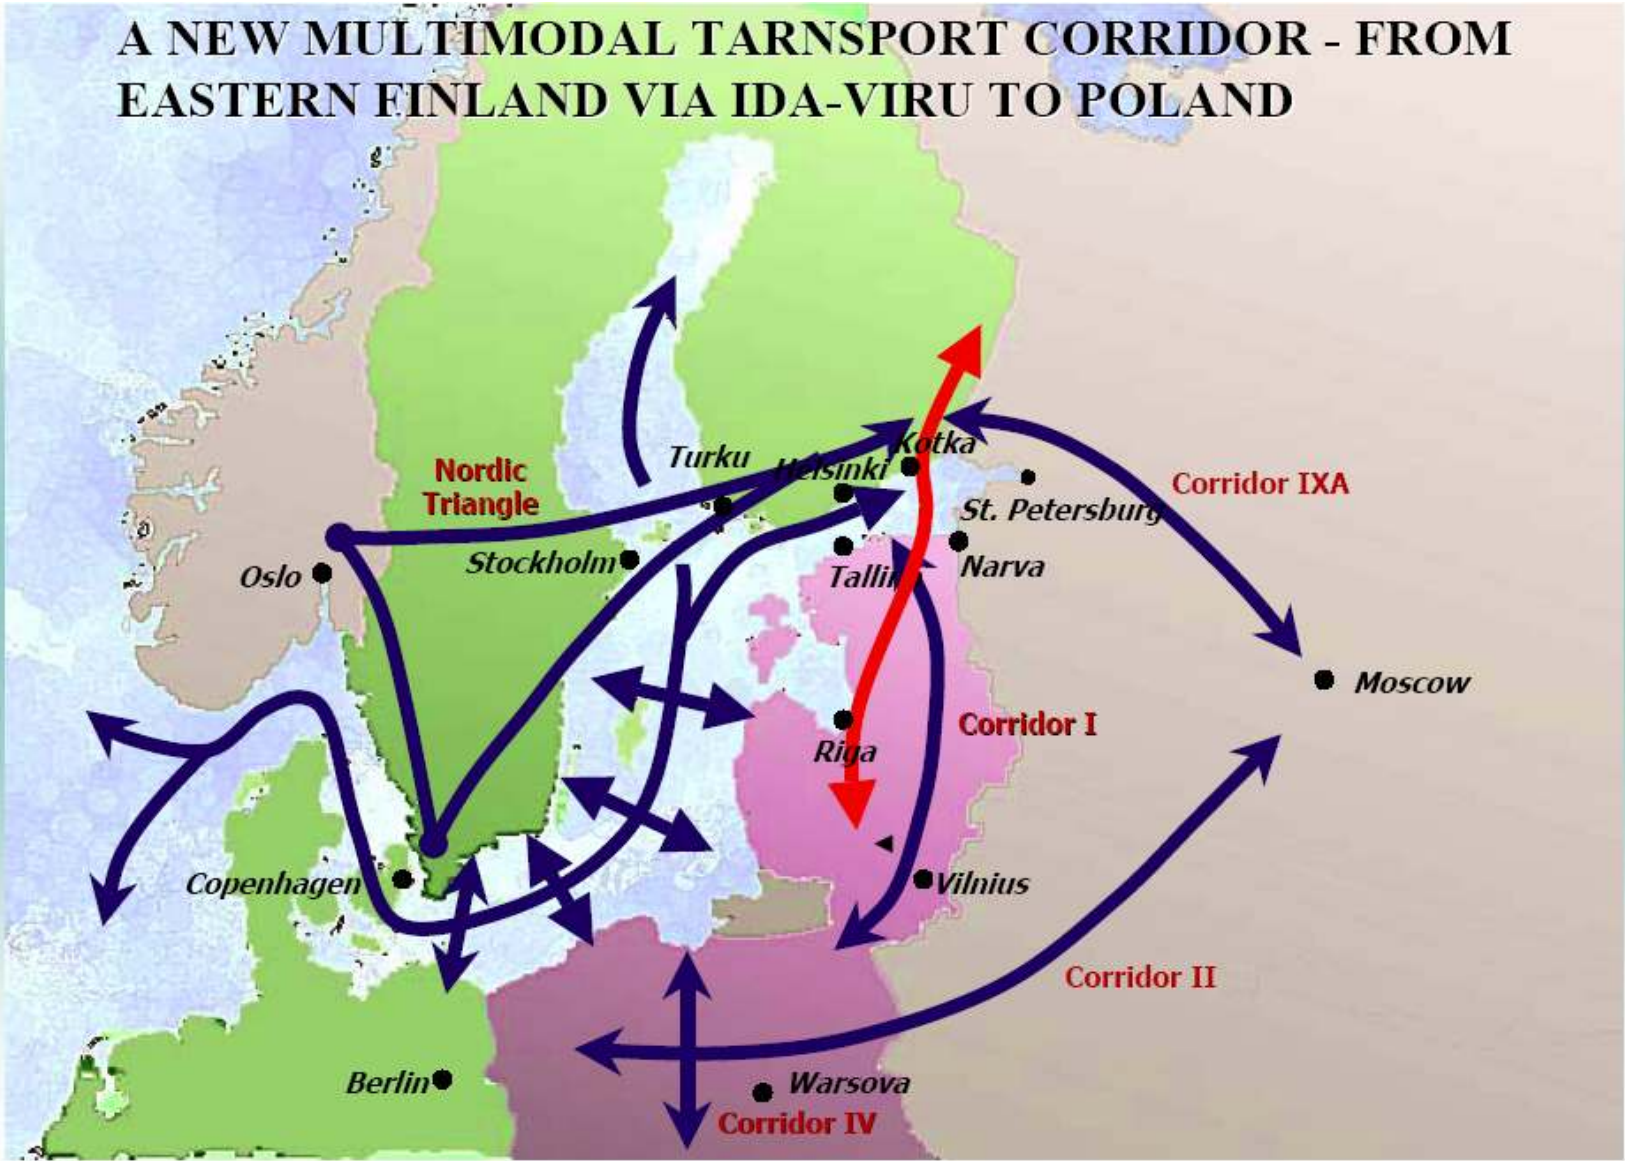 A NEW MULTIMODAL TARNSPORT CORRIDOR - FROM
EASTERN FINLAND VIA IDA-VIRU TO POLAND
Kotka
Turku
Helsinki
Nordic
Triangle
Corridor IXA
St. Petersburg
Stockholm
Oslo
Tallinn
Narva
Moscow
Corridor I
Riga
Copenhagen
Vilnius
Corridor II
Berlin
Warsova
Corridor IV